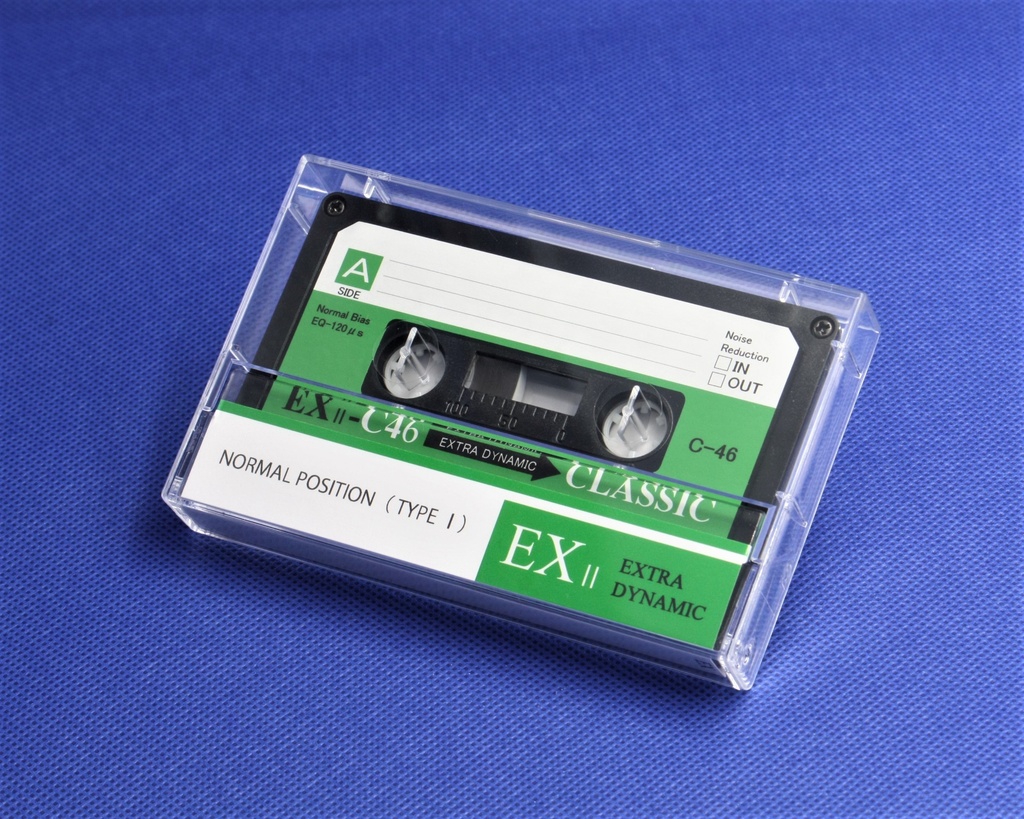 A
SIDE
Noise
Reduction
IN
OUT
Normal Bias
EQ-120μs
100 50 0
C-46
EX II-C46
EXTRA DYNAMIC
CLASSIC
NORMAL POSITION (TYPE I)
EX II
EXTRA
DYNAMIC